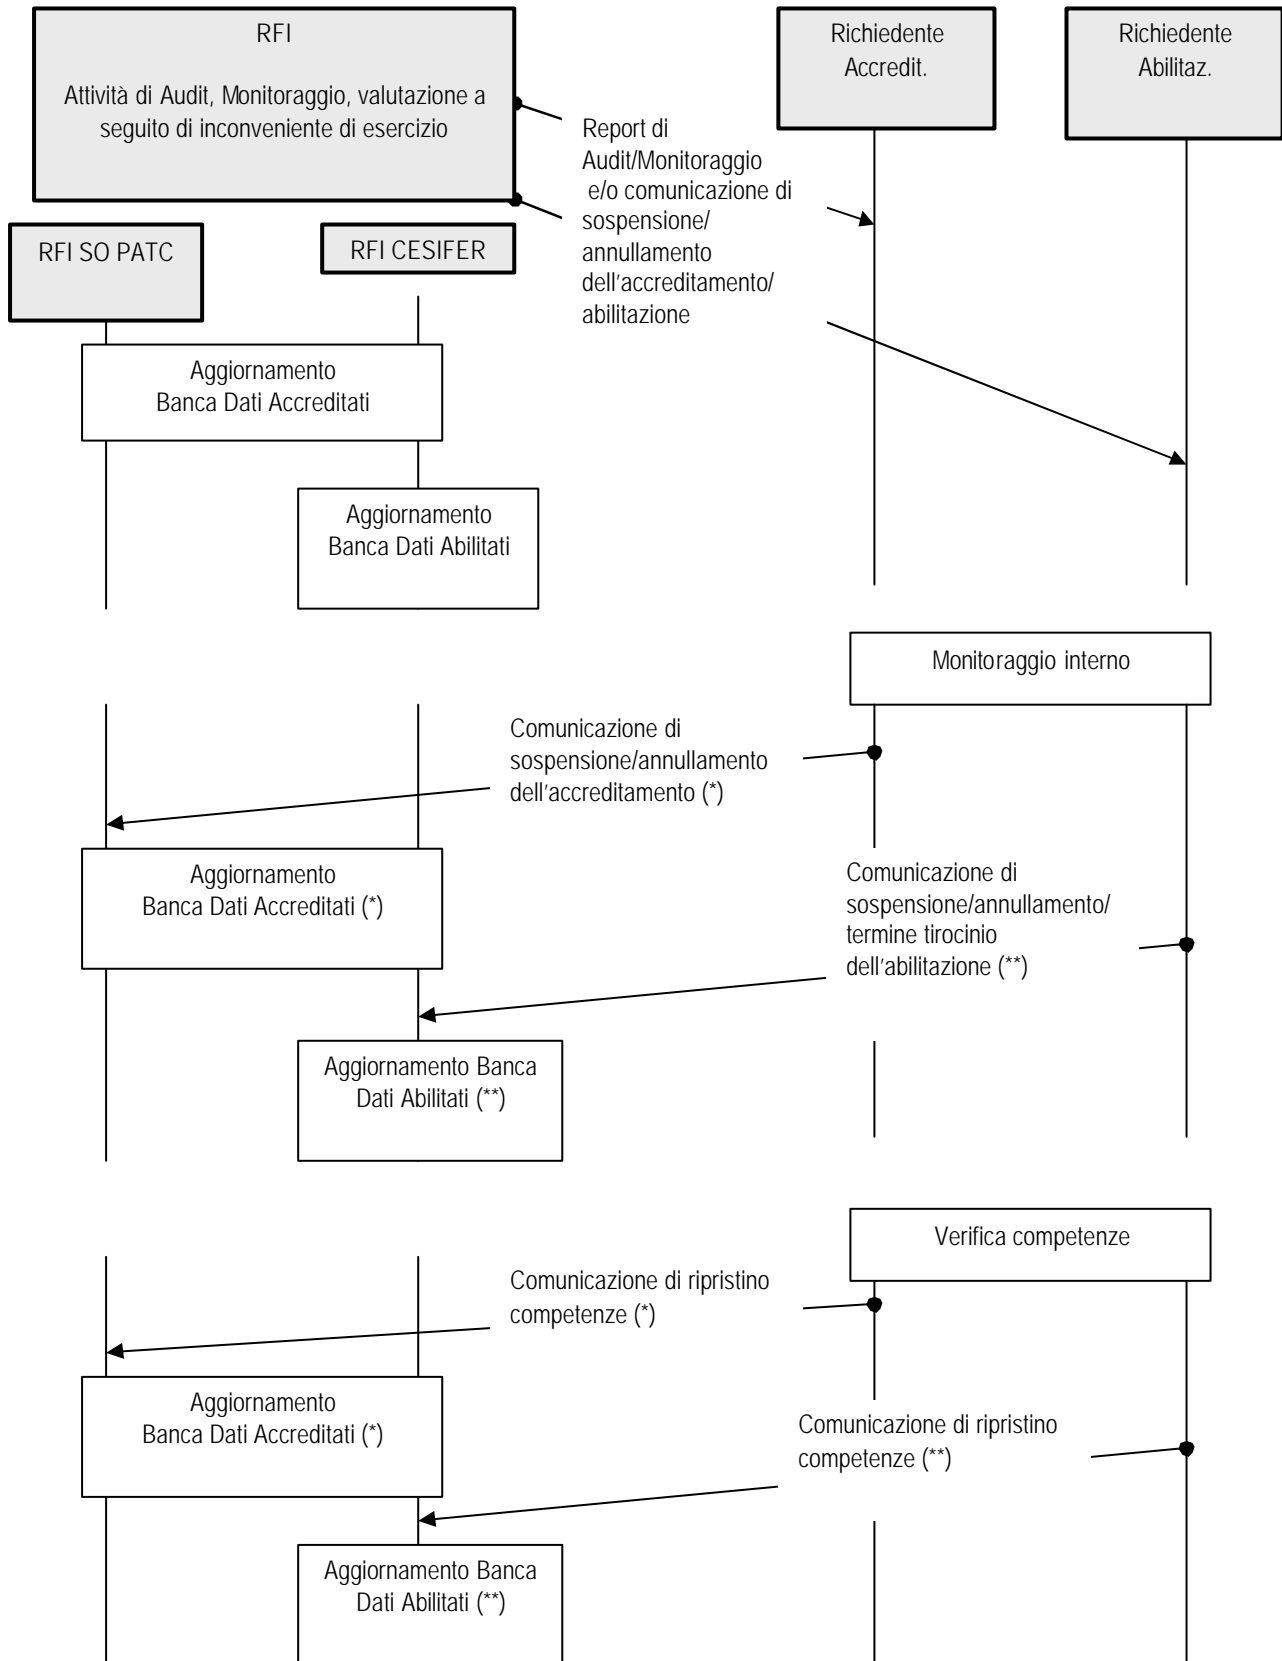 RFI
Attività di Audit, Monitoraggio, valutazione a
seguito di inconveniente di esercizio
Richiedente
Accredit.
Richiedente
Abilitaz.
Report di
Audit/Monitoraggio
e/o comunicazione di
sospensione/
annullamento
dell'accreditamento/
abilitazione
RFI SO PATC
RFI CESIFER
Aggiornamento
Banca Dati Accreditati
Aggiornamento
Banca Dati Abilitati
Monitoraggio interno
Comunicazione di
sospensione/annullamento
dell'accreditamento (*)
Aggiornamento
Banca Dati Accreditati (*)
Comunicazione di
sospensione/annullamento/
termine tirocinio
dell'abilitazione (**)
Aggiornamento Banca
Dati Abilitati (**)
Verifica competenze
Comunicazione di ripristino
competenze (*)
Aggiornamento
Banca Dati Accreditati (*)
Comunicazione di ripristino
competenze (**)
Aggiornamento Banca
Dati Abilitati (**)